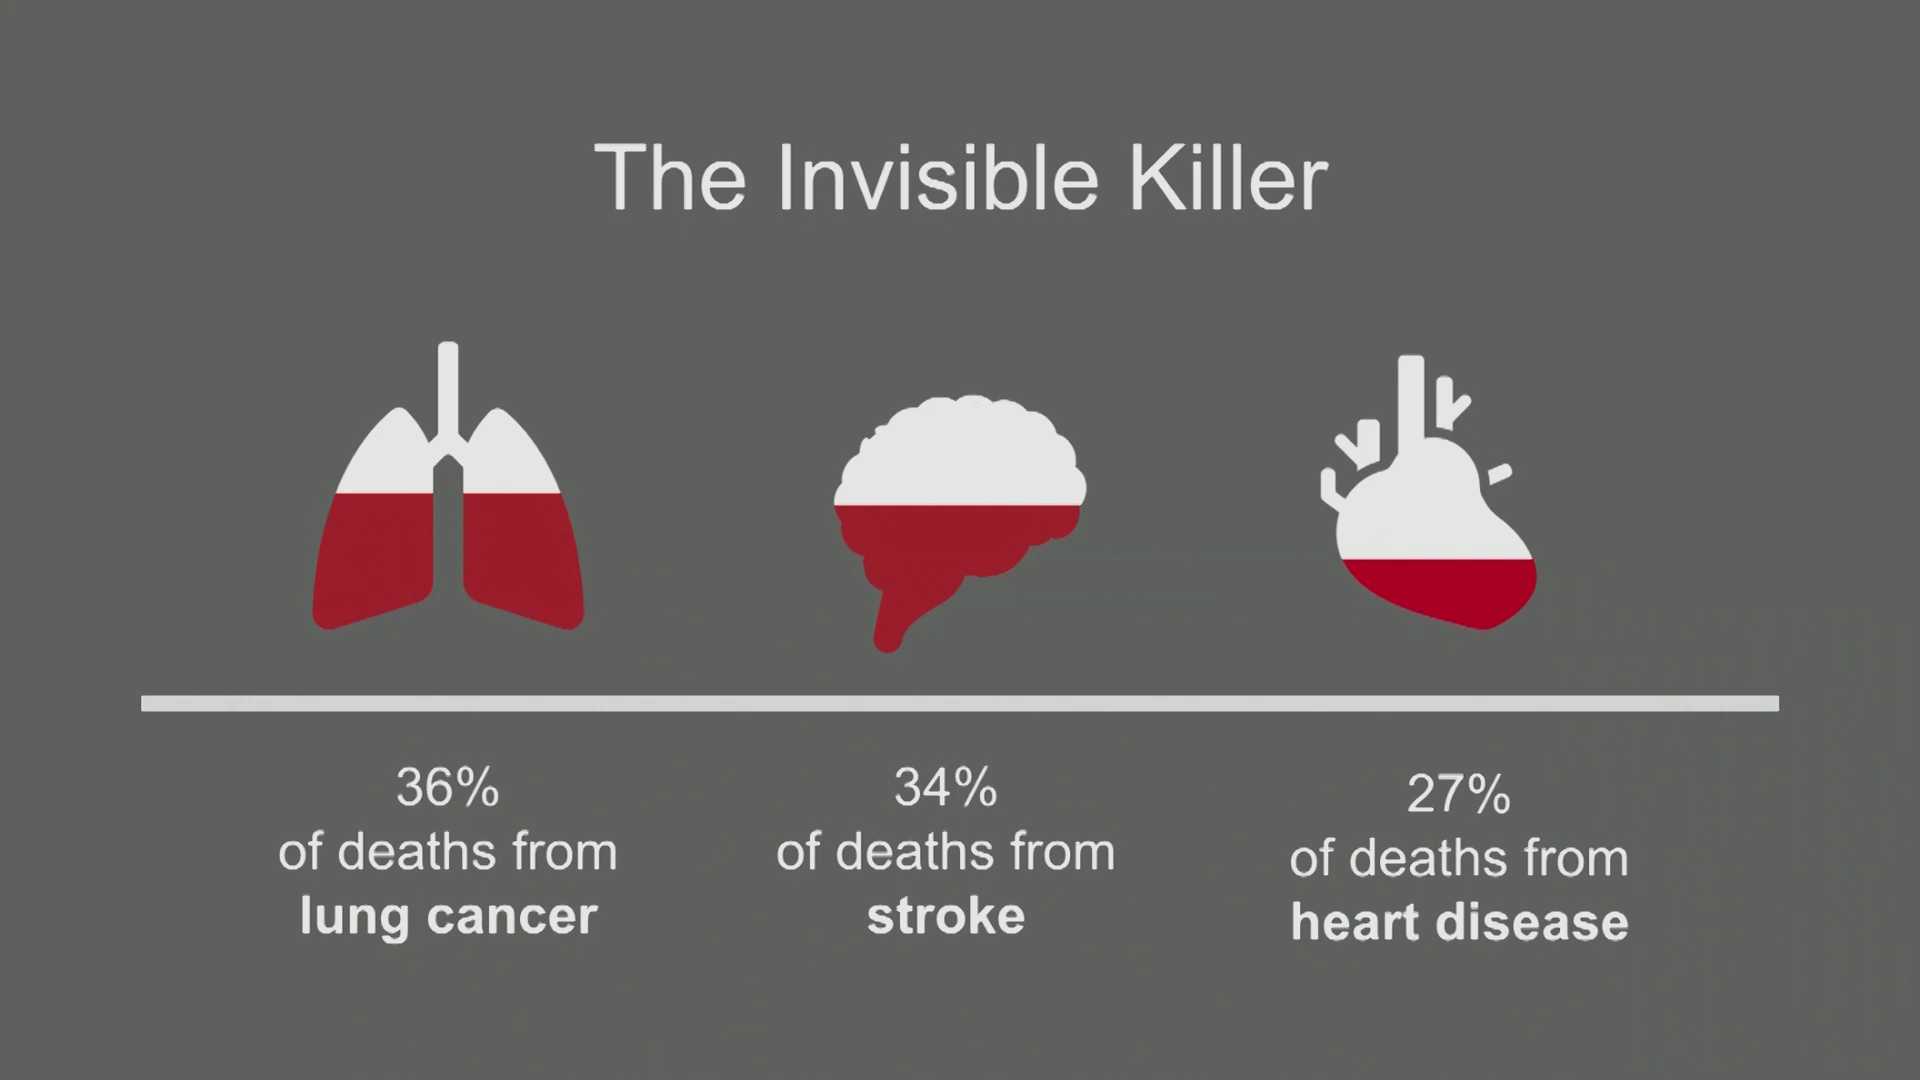 The Invisible Killer
36%
of deaths from
lung cancer
34%
of deaths from
stroke
27%
of deaths from
heart disease